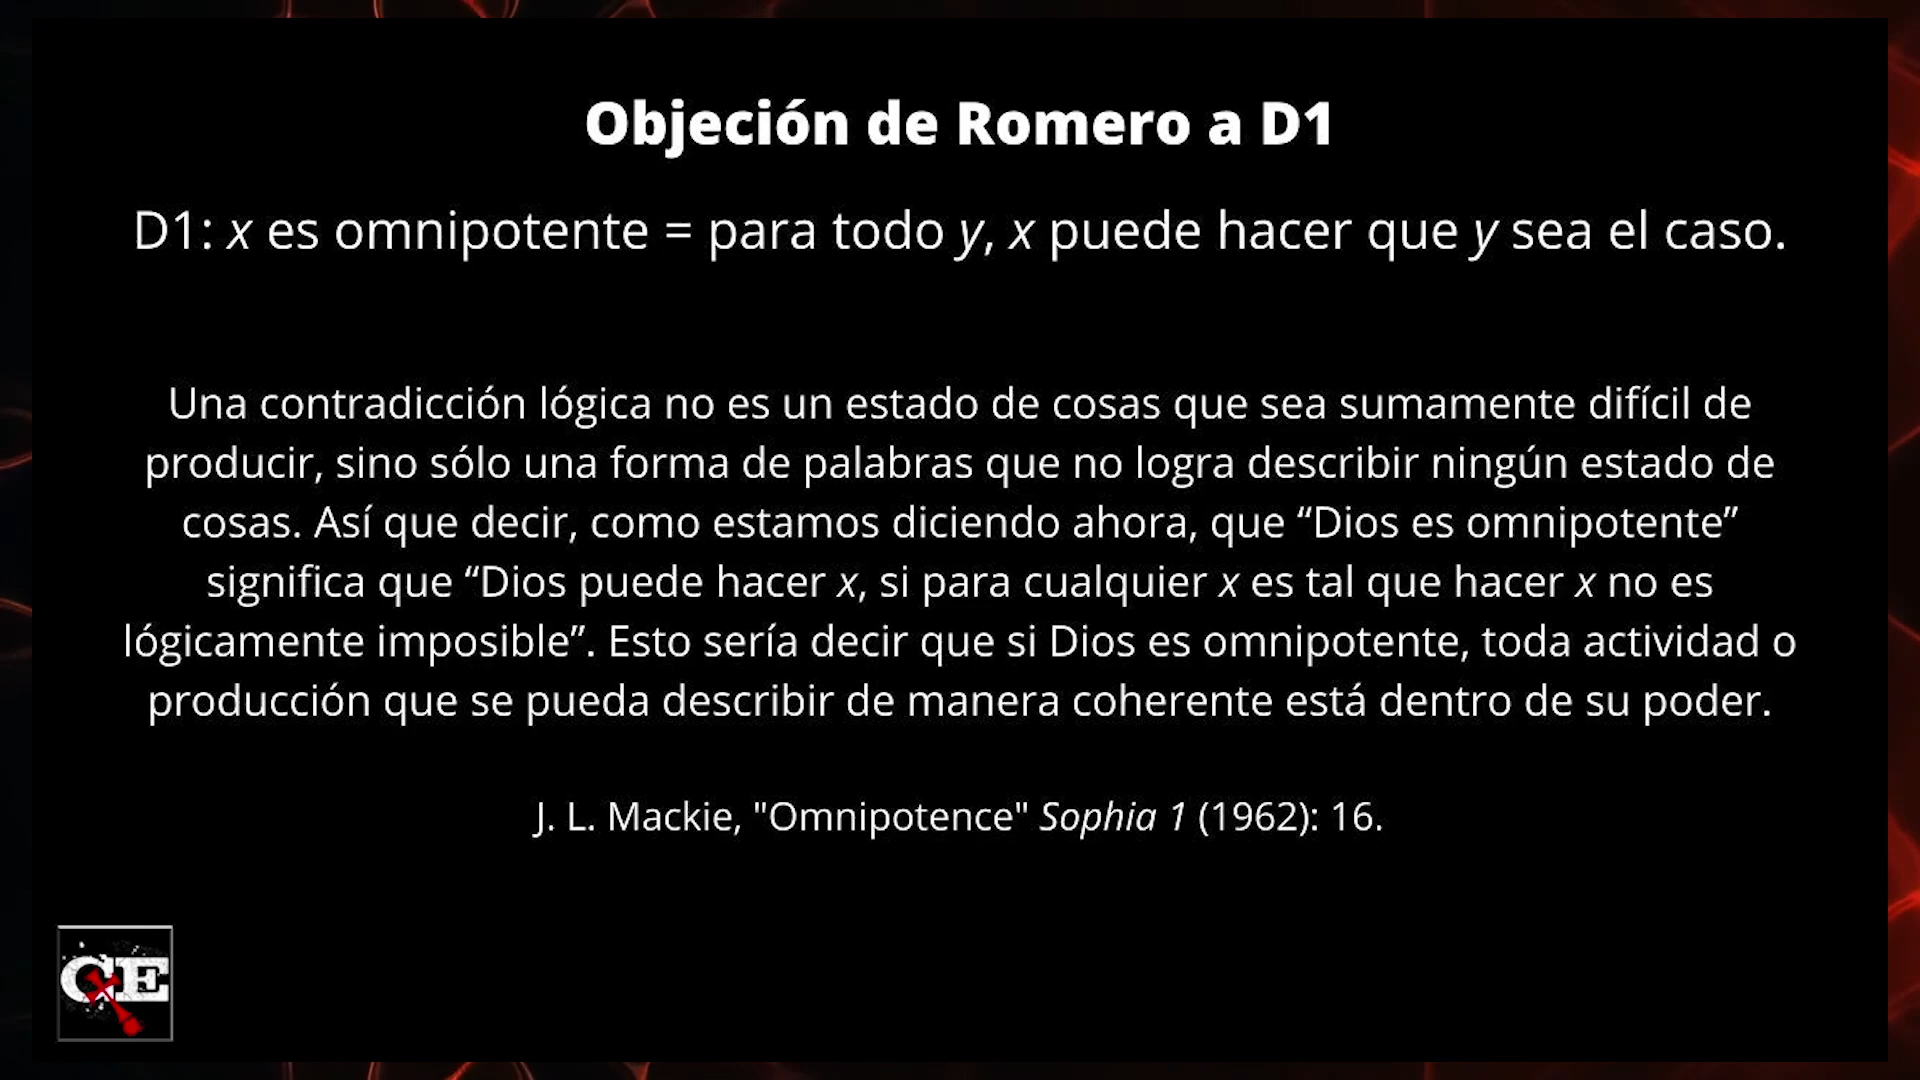 Objeción de Romero a D1
D1: x es omnipotente = para todo y, x puede hacer que y sea el caso.
Una contradicción lógica no es un estado de cosas que sea sumamente difícil de
producir, sino sólo una forma de palabras que no logra describir ningún estado de
cosas. Así que decir, como estamos diciendo ahora, que “Dios es omnipotente”
significa que “Dios puede hacer x, si para cualquier x es tal que hacer x no es
lógicamente imposible”. Esto sería decir que si Dios es omnipotente, toda actividad o
producción que se pueda describir de manera coherente está dentro de su poder.
J. L. Mackie, "Omnipotence" Sophia 1 (1962): 16.
CE